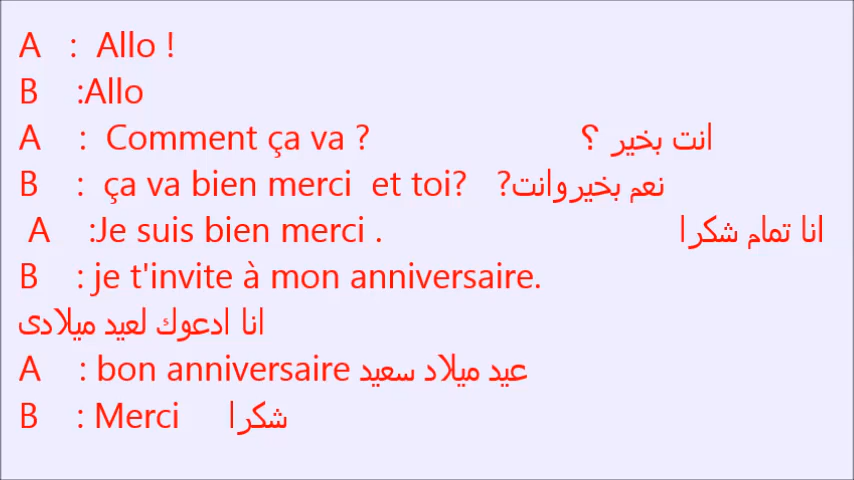 A : Allo !
B :Allo
A : Comment ça va ? انت بخير ؟
B : ça va bien merci et toi? نعم بخيروانت?
A :Je suis bien merci . انا تمام شكرا
B : je t'invite à mon anniversaire.
انا ادعوك لعيد ميلادى
A : bon anniversaire عيد ميلاد سعيد
B : Merci شكرا